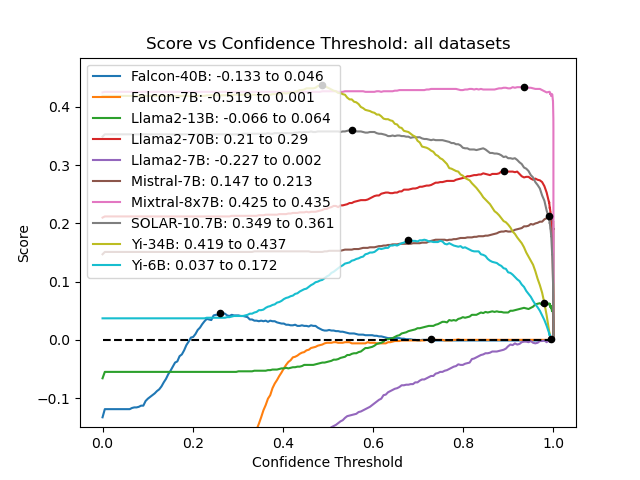 Score vs Confidence Threshold: all datasets
Falcon-40B: -0.133 to 0.046
Falcon-7B: -0.519 to 0.001
Llama2-13B: -0.066 to 0.064
Llama2-70B: 0.21 to 0.29
Llama2-7B: -0.227 to 0.002
Mistral-7B: 0.147 to 0.213
Mixtral-8x7B: 0.425 to 0.435
SOLAR-10.7B: 0.349 to 0.361
Yi-34B: 0.419 to 0.437
Yi-6B: 0.037 to 0.172
Score
0.4
0.3
0.2
0.1
0.0
−0.1
0.0 0.2 0.4 0.6 0.8 1.0
Confidence Threshold